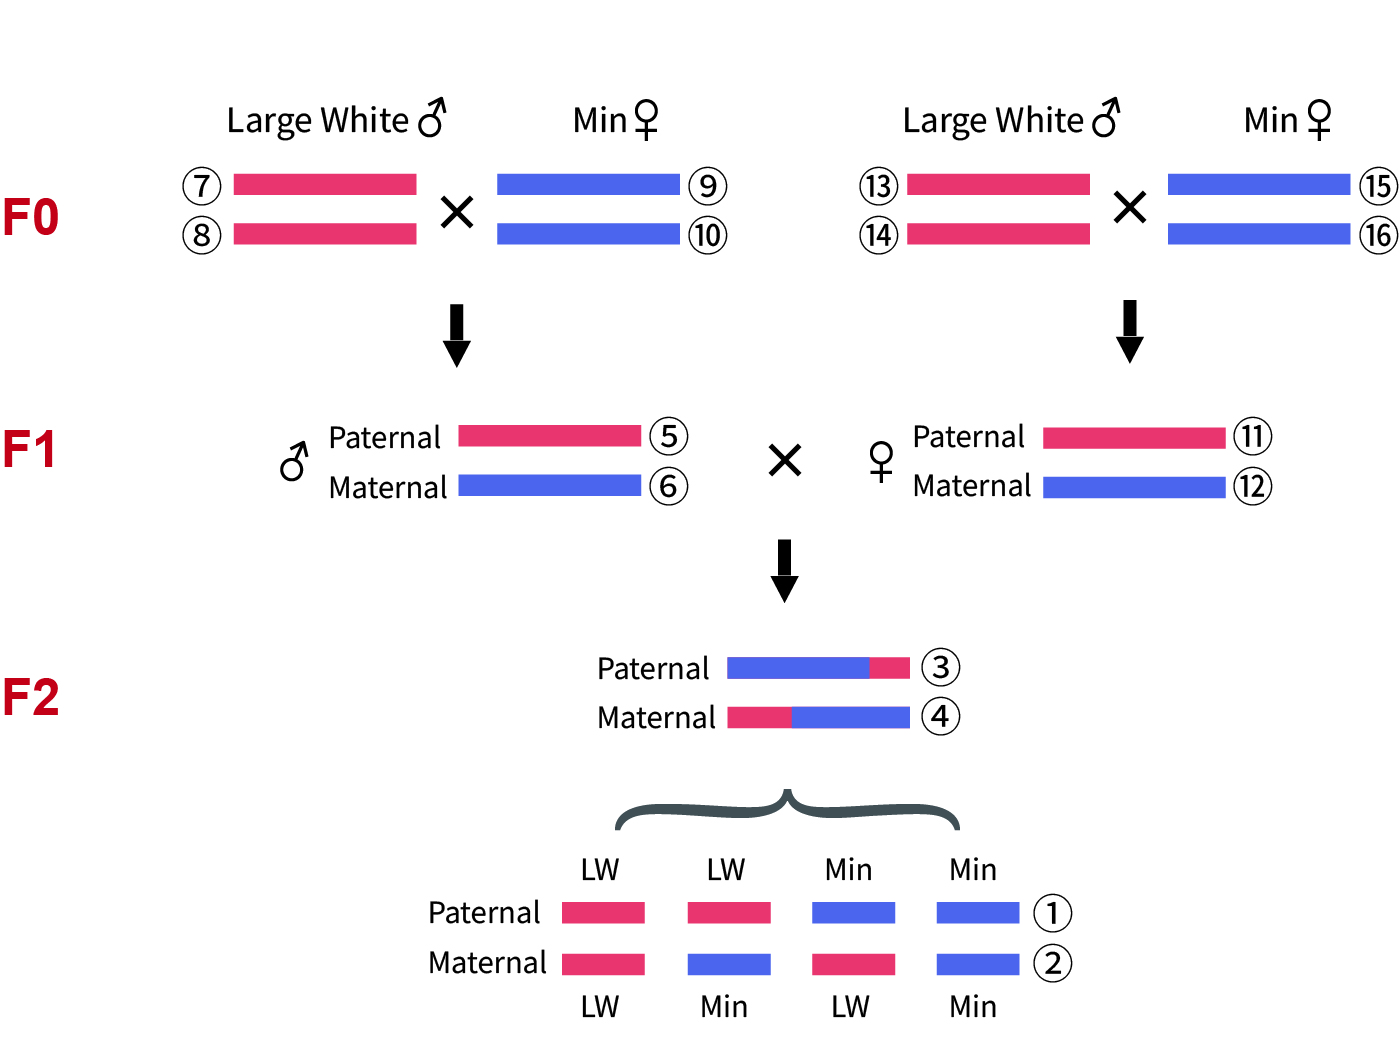 Large White ♂ Min ♀ Large White ♂ Min ♀
⑦ ⑨ ⑬ ⑮
F0 × ×
⑧ ⑩ ⑭ ⑯
F1
♂ Paternal ⑤ × ♀ Paternal ⑪
Maternal ⑥ Maternal ⑫
F2
Paternal ③
Maternal ④
LW LW Min Min
Paternal ①
Maternal ②
LW Min LW Min